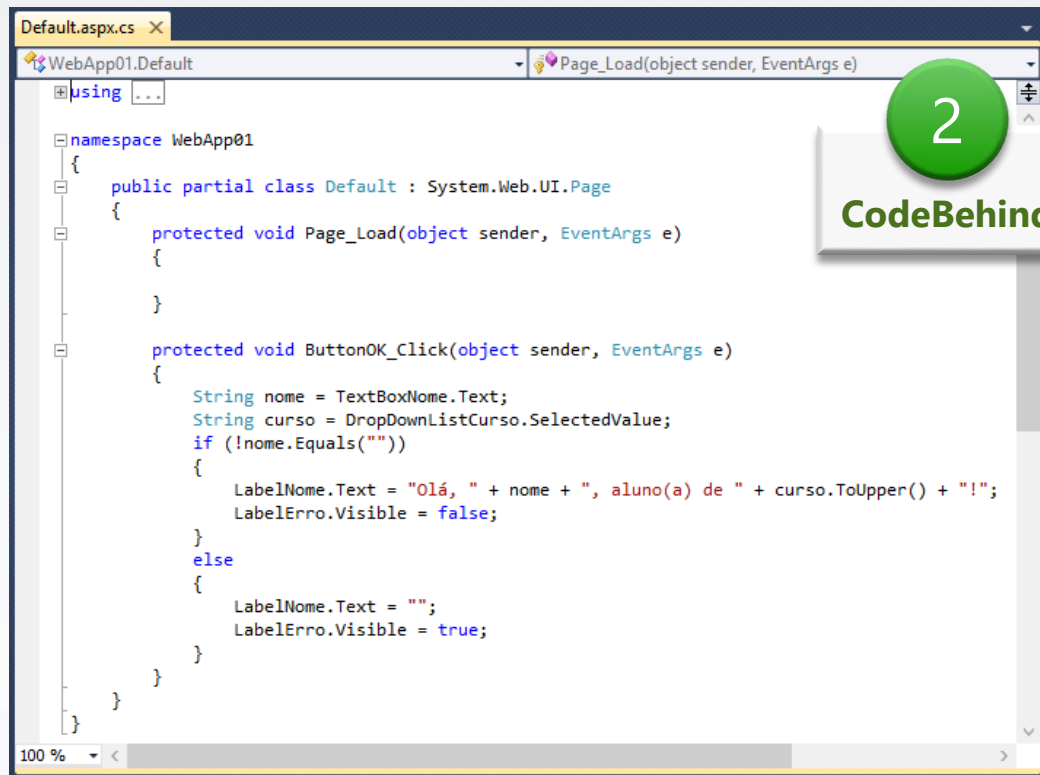 Default.aspx.cs
WebApp01.Default
Page_Load(object sender, EventArgs e)
using ...
2
CodeBehind
namespace WebApp01
{
public partial class Default : System.Web.UI.Page
{
protected void Page_Load(object sender, EventArgs e)
{
}
protected void ButtonOK_Click(object sender, EventArgs e)
{
String nome = TextBoxNome.Text;
String curso = DropDownListCurso.SelectedValue;
if (!nome.Equals(""))
{
LabelNome.Text = "Olá, " + nome + ", aluno(a) de " + curso.ToUpper() + "!";
LabelErro.Visible = false;
}
else
{
LabelNome.Text = "";
LabelErro.Visible = true;
}
}
}
}
100 %